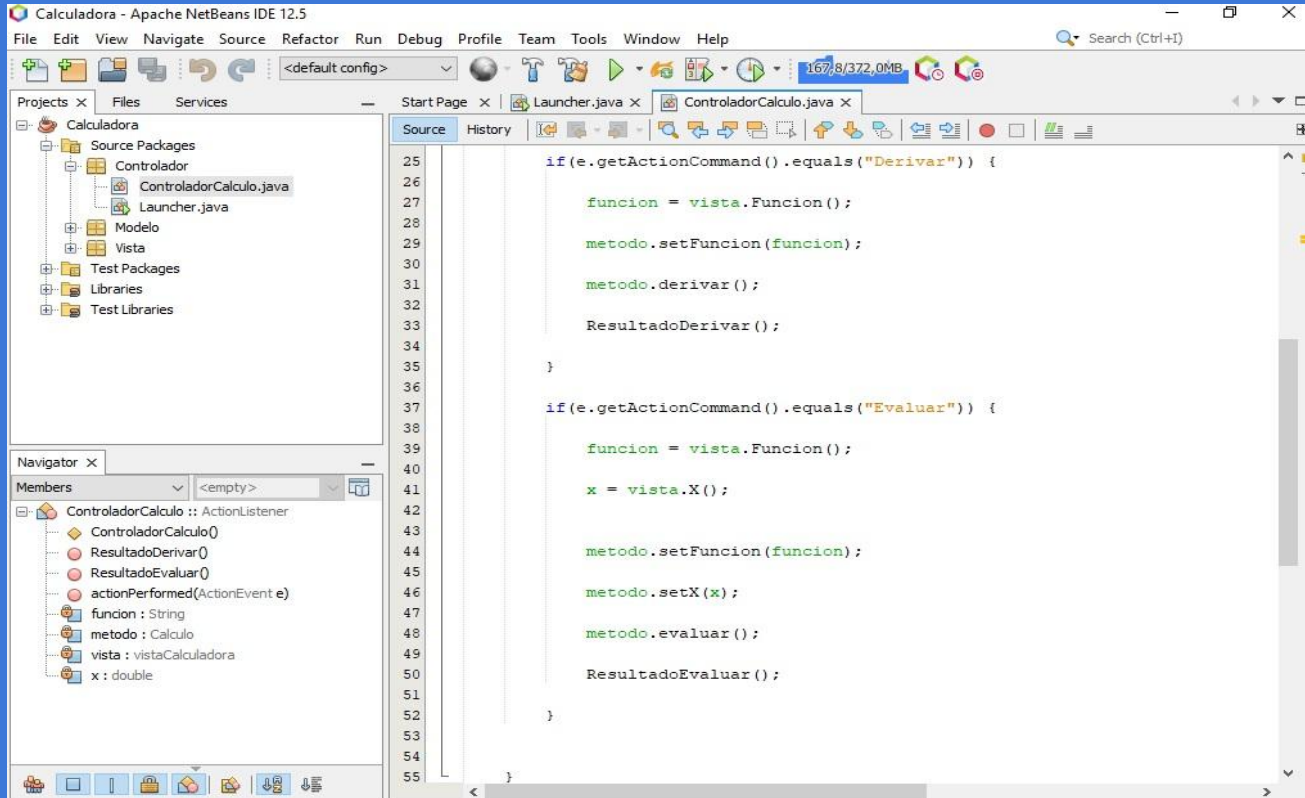 Calculadora - Apache NetBeans IDE 12.5
File Edit View Navigate Source Refactor Run Debug Profile Team Tools Window Help
Search (Ctrl+I)
<default config>
167,8/372,0MB
Projects Files Services
Start Page Launcher.java ControladorCalculo.java
Source History
Calculadora
Source Packages
Controlador
ControladorCalculo.java
Launcher.java
Modelo
Vista
Test Packages
Libraries
Test Libraries
Navigator
Members <empty>
ControladorCalculo :: ActionListener
ControladorCalculo()
ResultadoDerivar()
ResultadoEvaluar()
actionPerformed(ActionEvent e)
funcion : String
metodo : Calculo
vista : vistaCalculadora
x : double
25 if(e.getActionCommand().equals("Derivar")) {
26
27 funcion = vista.Funcion();
28
29 metodo.setFuncion(funcion);
30
31 metodo.derivar();
32
33 ResultadoDerivar();
34
35 }
36
37 if(e.getActionCommand().equals("Evaluar")) {
38
39 funcion = vista.Funcion();
40
41 x = vista.X();
42
43
44 metodo.setFuncion(funcion);
45
46 metodo.setX(x);
47
48 metodo.evaluar();
49
50 ResultadoEvaluar();
51
52 }
53
54
55 }